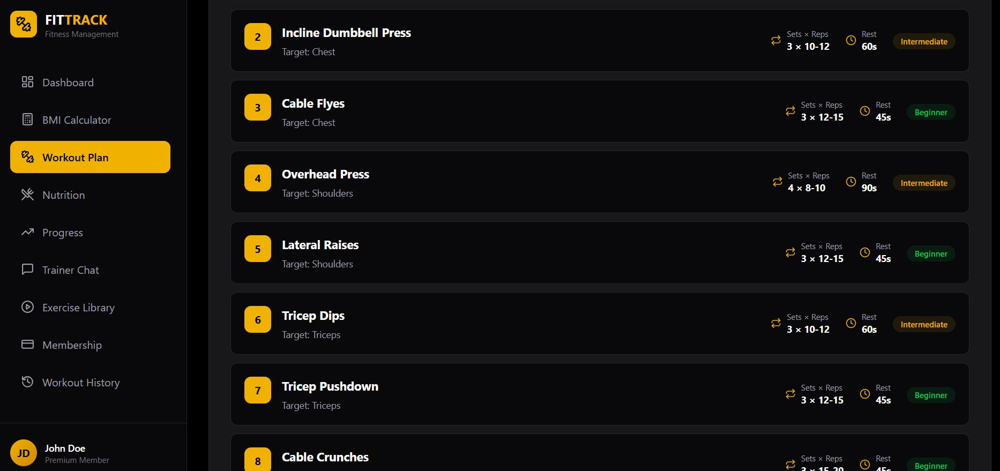 FITTRACK
Fitness Management
Dashboard
BMI Calculator
Workout Plan
Nutrition
Progress
Trainer Chat
Exercise Library
Membership
Workout History
JD
John Doe
Premium Member
2
Incline Dumbbell Press
Target: Chest
Sets × Reps
3 × 10-12
Rest
60s
Intermediate
3
Cable Flyes
Target: Chest
Sets × Reps
3 × 12-15
Rest
45s
Beginner
4
Overhead Press
Target: Shoulders
Sets × Reps
4 × 8-10
Rest
90s
Intermediate
5
Lateral Raises
Target: Shoulders
Sets × Reps
3 × 12-15
Rest
45s
Beginner
6
Tricep Dips
Target: Triceps
Sets × Reps
3 × 10-12
Rest
60s
Intermediate
7
Tricep Pushdown
Target: Triceps
Sets × Reps
3 × 12-15
Rest
45s
Beginner
8
Cable Crunches
Sets × Reps
3 × 15-20
Rest
45s
Beginner